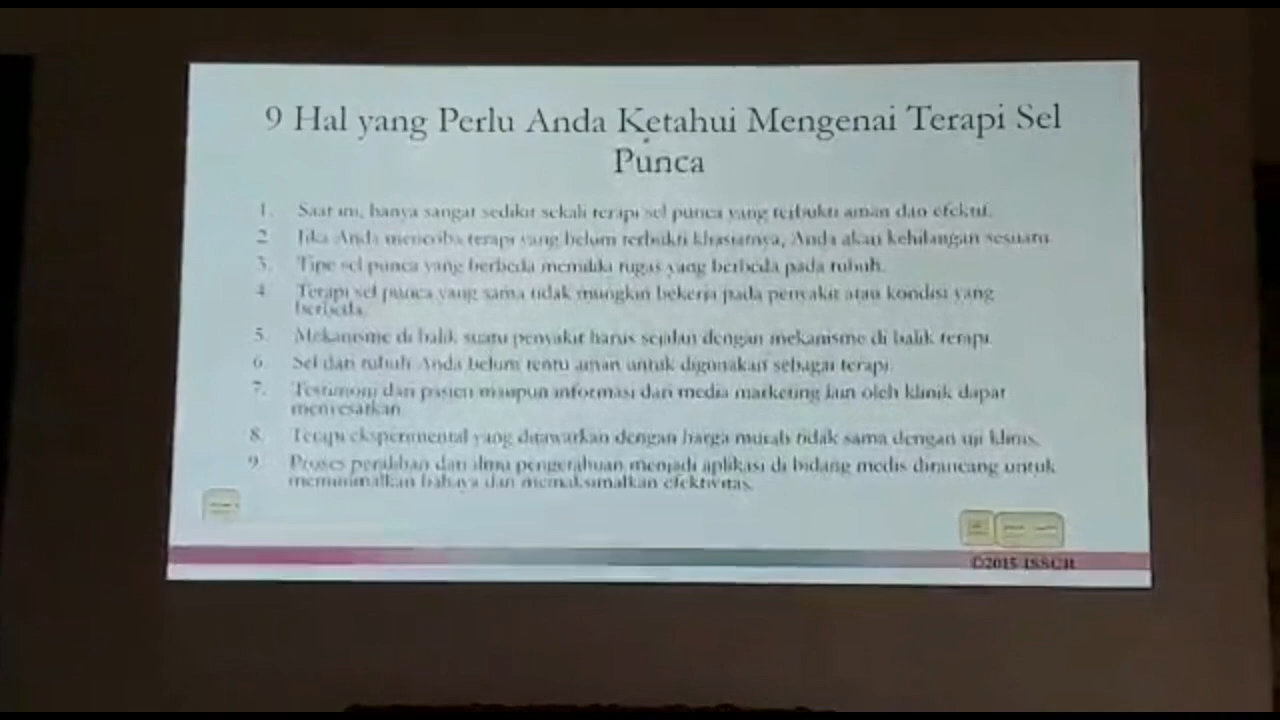 9 Hal yang Perlu Anda Ketahui Mengenai Terapi Sel
Punca
1. Saat ini, hanya sangat sedikit sekali terapi sel punca yang terbukti aman dan efektif.
2. Jika Anda mencoba terapi yang belum terbukti khasiatnya, Anda akan kehilangan sesuatu
3. Tipe sel punca yang berbeda memiliki tugas yang berbeda pada tubuh.
4. Terapi sel punca yang sama tidak mungkin bekerja pada penyakit atau kondisi yang
berbeda.
5. Mekanisme di balik suatu penyakit harus sejalan dengan mekanisme di balik terapi.
6. Sel dari tubuh Anda belum tentu aman untuk digunakan sebagai terapi.
7. Testimoni dari pasien maupun informasi dari media marketing lain oleh klinik dapat
menyesatkan
8. Terapi eksperimental yang ditawarkan dengan harga murah tidak sama dengan uji klinis.
9. Proses peralihan dari ilmu pengetahuan menjadi aplikasi di bidang medis dirancang untuk
meminimalkan bahaya dan memaksimalkan efektivitas.
©2015 ISSCR